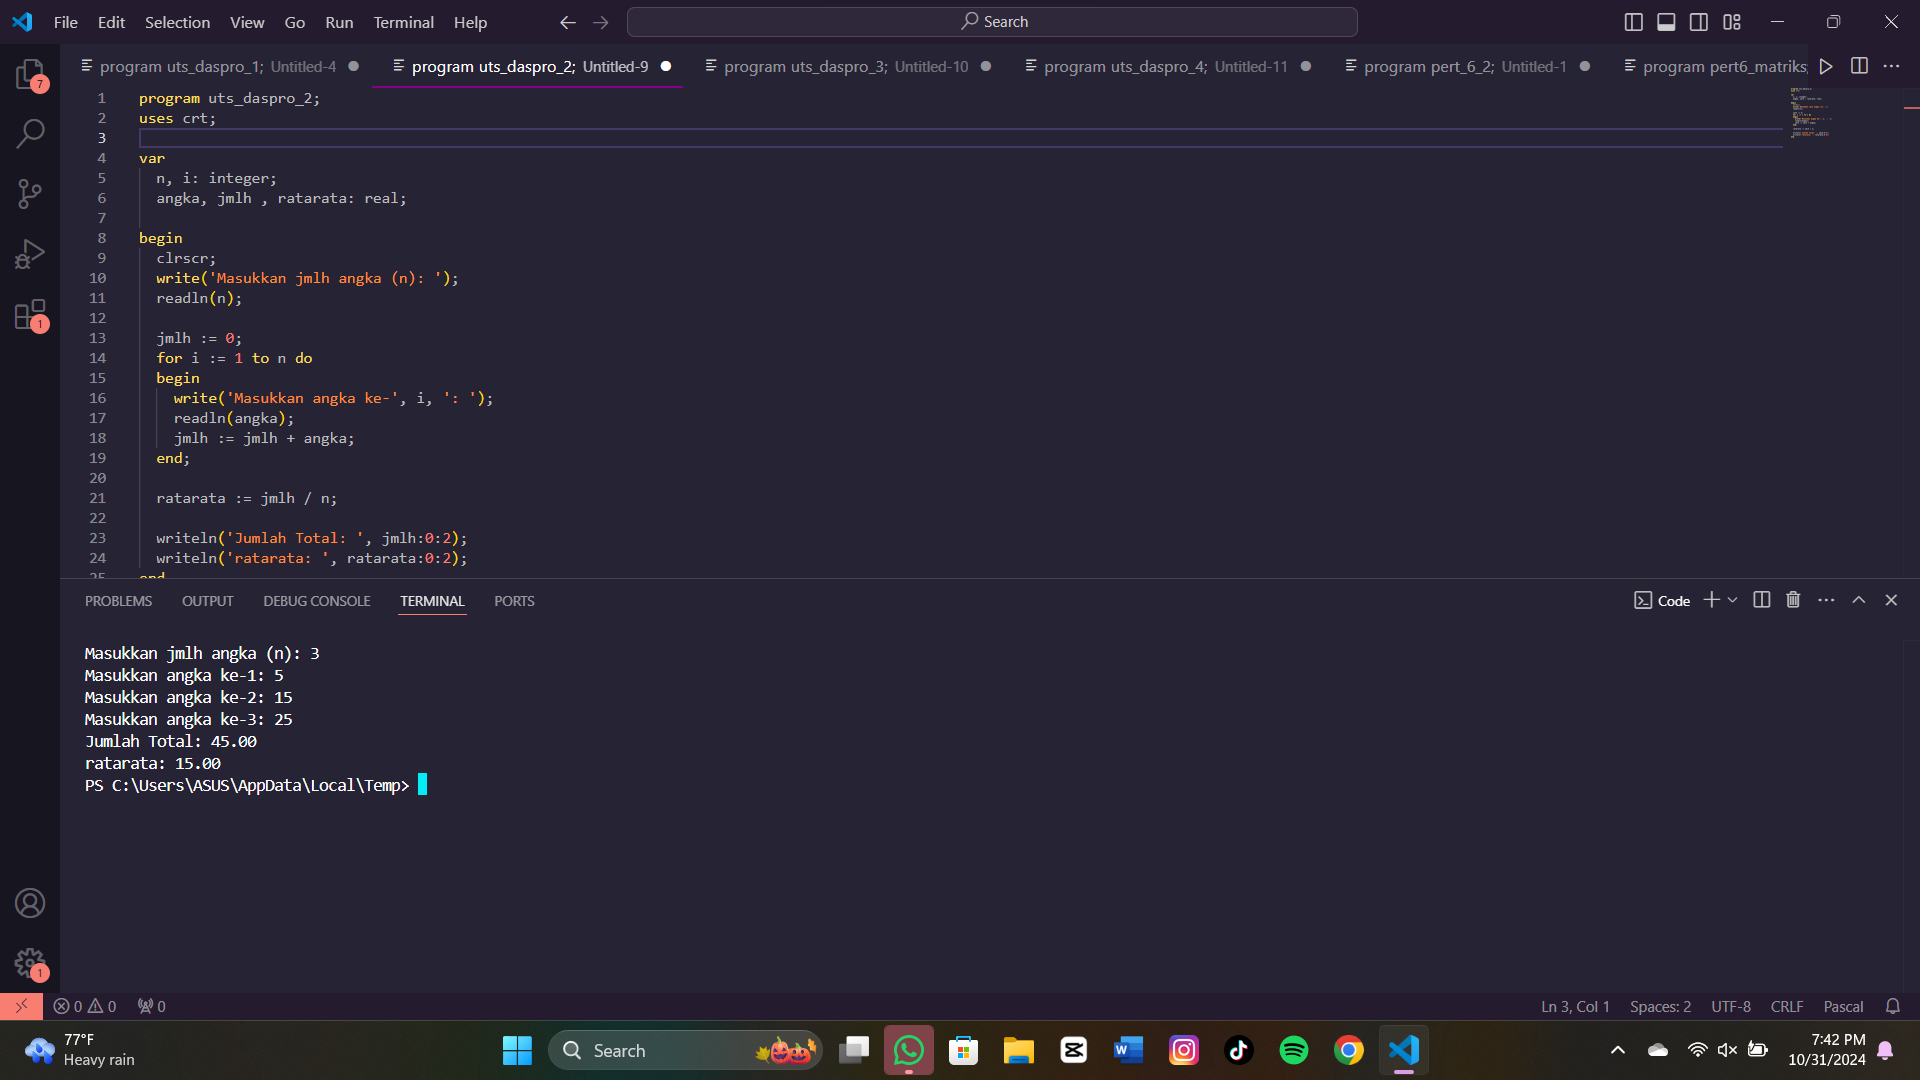 File Edit Selection View Go Run Terminal Help Search
7
program uts_daspro_1; Untitled-4 program uts_daspro_2; Untitled-9 program uts_daspro_3; Untitled-10 program uts_daspro_4; Untitled-11 program pert_6_2; Untitled-1 program pert6_matriks;
1 program uts_daspro_2;
2 uses crt;
3
4 var
5 n, i: integer;
6 angka, jmlh , ratarata: real;
7
8 begin
9 clrscr;
10 write('Masukkan jmlh angka (n): ');
11 readln(n);
12
13 jmlh := 0;
14 for i := 1 to n do
15 begin
16 write('Masukkan angka ke-', i, ': ');
17 readln(angka);
18 jmlh := jmlh + angka;
19 end;
20
21 ratarata := jmlh / n;
22
23 writeln('Jumlah Total: ', jmlh:0:2);
24 writeln('ratarata: ', ratarata:0:2);
25 end
1
PROBLEMS OUTPUT DEBUG CONSOLE TERMINAL PORTS Code
Masukkan jmlh angka (n): 3
Masukkan angka ke-1: 5
Masukkan angka ke-2: 15
Masukkan angka ke-3: 25
Jumlah Total: 45.00
ratarata: 15.00
PS C:\Users\ASUS\AppData\Local\Temp>
1
0 0 0 Ln 3, Col 1 Spaces: 2 UTF-8 CRLF Pascal
77°F
Heavy rain
Search
7:42 PM
10/31/2024